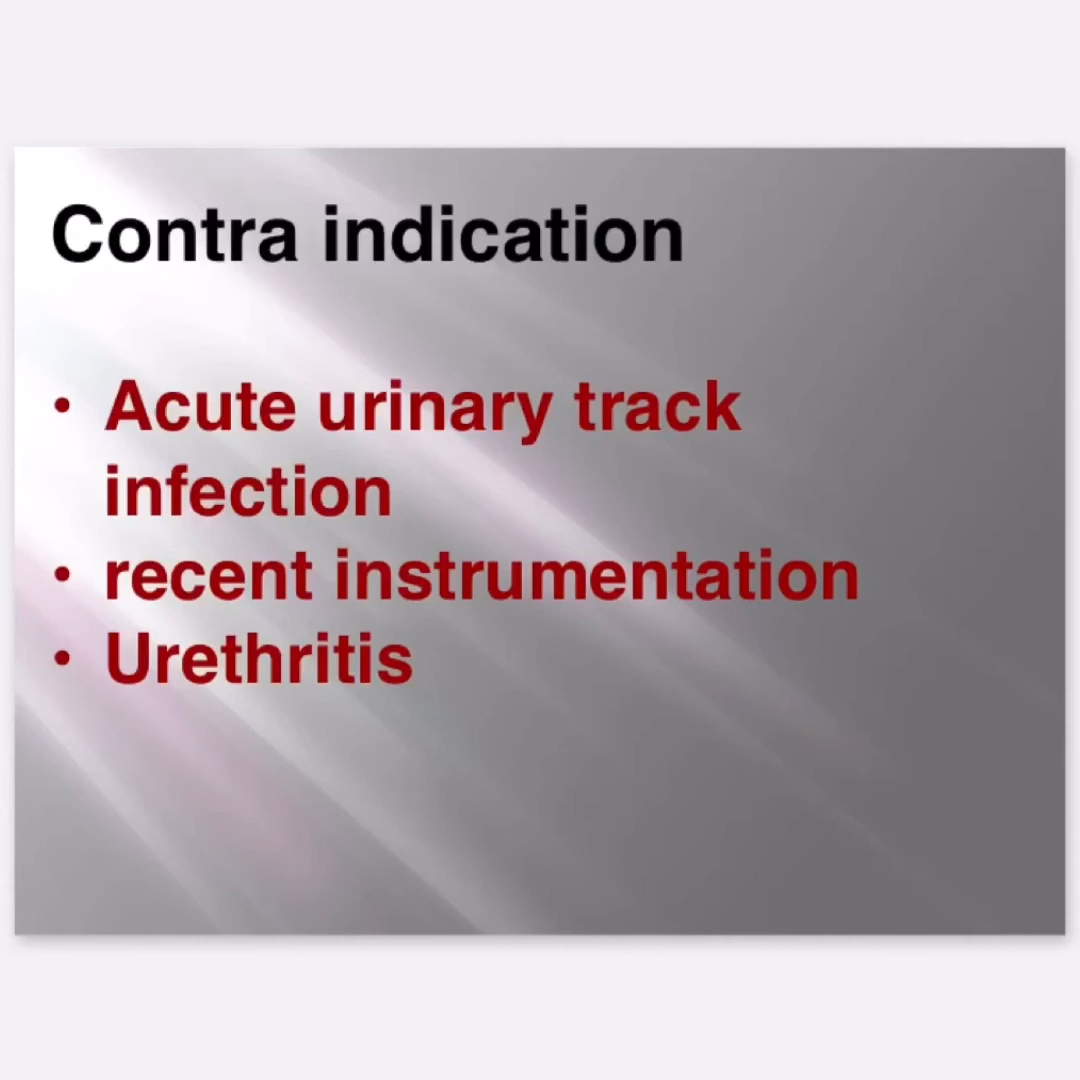 Contra indication
• Acute urinary track
infection
• recent instrumentation
• Urethritis